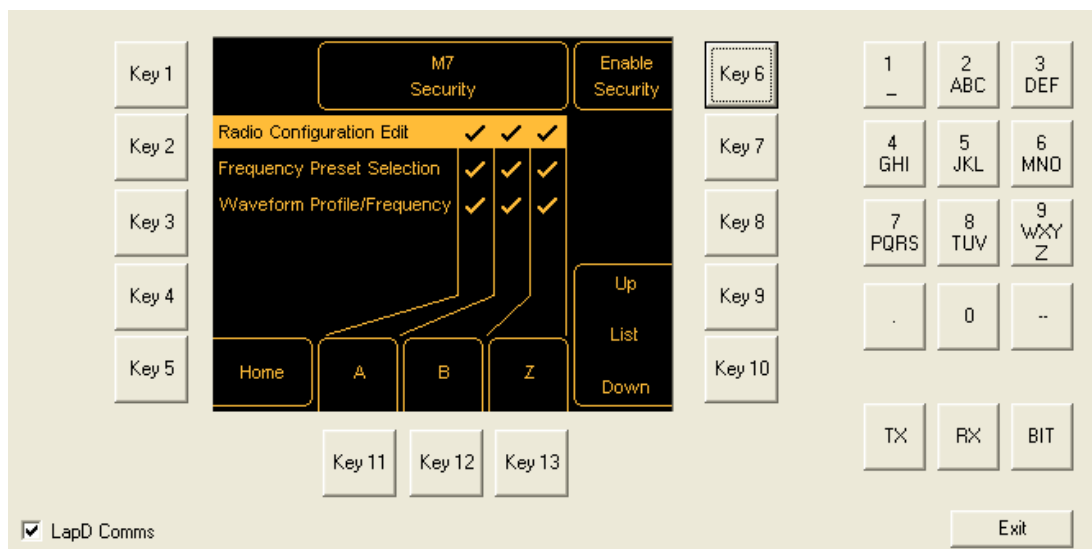 Key 1
Key 2
Key 3
Key 4
Key 5
M7
Security
Enable
Security
Radio Configuration Edit
Frequency Preset Selection
Waveform Profile/Frequency
Up
List
Down
Home
A
B
Z
Key 6
Key 7
Key 8
Key 9
Key 10
Key 11
Key 12
Key 13
1
_
2
ABC
3
DEF
4
GHI
5
JKL
6
MNO
7
PQRS
8
TUV
9
WXY
Z
.
0
--
TX
RX
BIT
LapD Comms
Exit